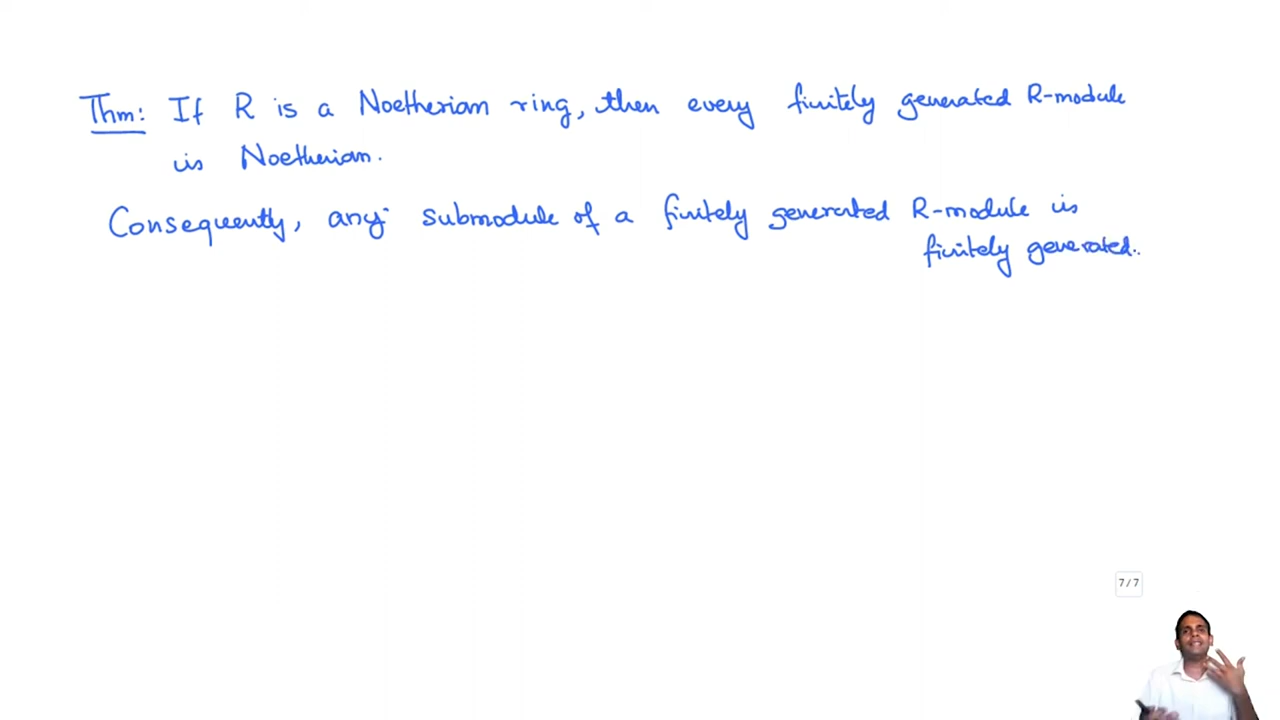 Thm: If R is a Noetherian ring, then every finitely generated R-module
is Noetherian.
Consequently, any submodule of a finitely generated R-module is
finitely generated.
7/7